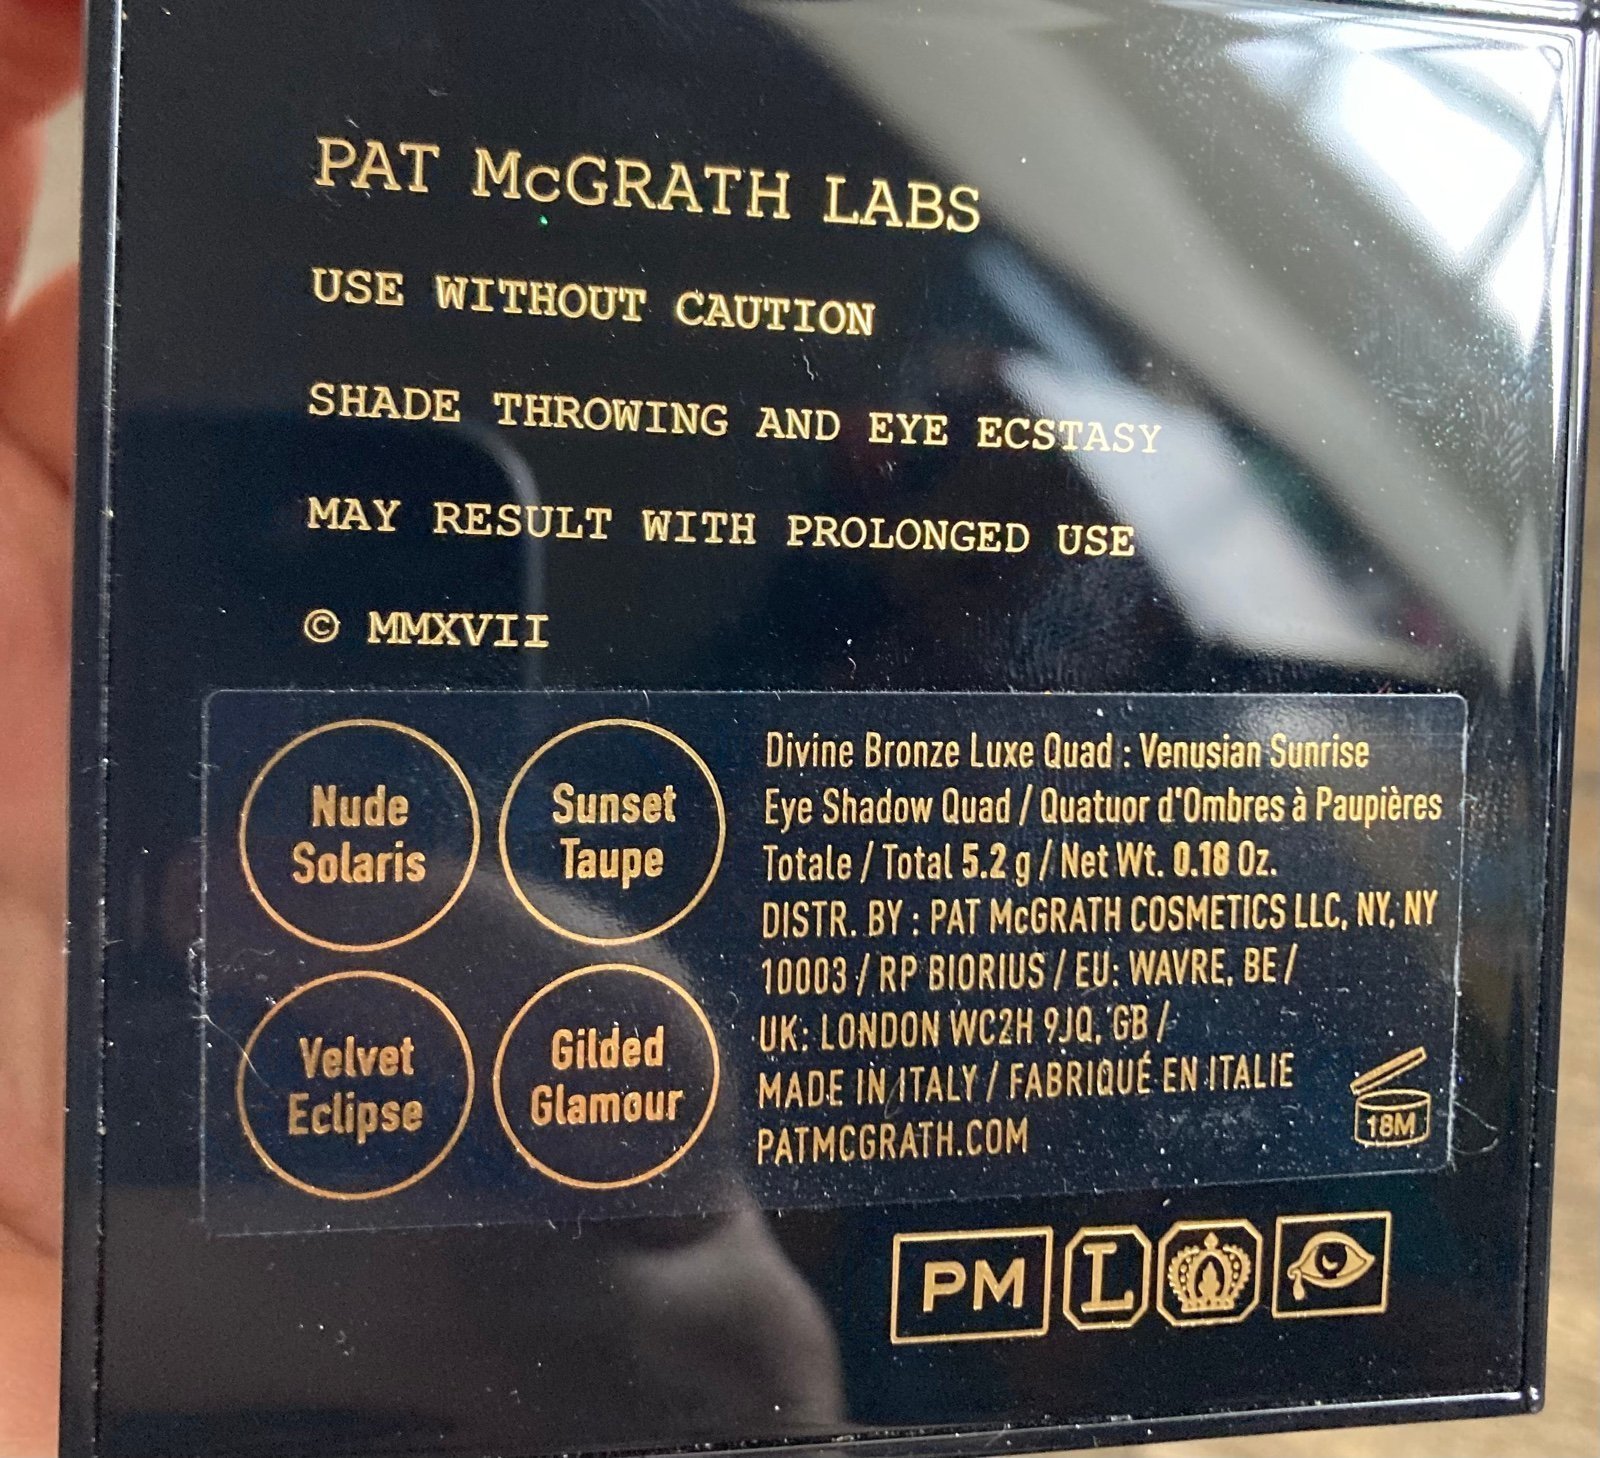 PAT McGRATH LABS
USE WITHOUT CAUTION
SHADE THROWING AND EYE ECSTASY
MAY RESULT WITH PROLONGED USE
© MMXVII
Nude
Solaris
Sunset
Taupe
Velvet
Eclipse
Gilded
Glamour
Divine Bronze Luxe Quad : Venusian Sunrise
Eye Shadow Quad / Quatuor d'Ombres à Paupières
Totale / Total 5.2 g / Net Wt. 0.18 Oz.
DISTR. BY : PAT McGRATH COSMETICS LLC, NY, NY
10003 / RP BIORIUS / EU: WAVRE, BE /
UK: LONDON WC2H 9JQ, GB /
MADE IN ITALY / FABRIQUÉ EN ITALIE
PATMCGRATH.COM
18M
PM L